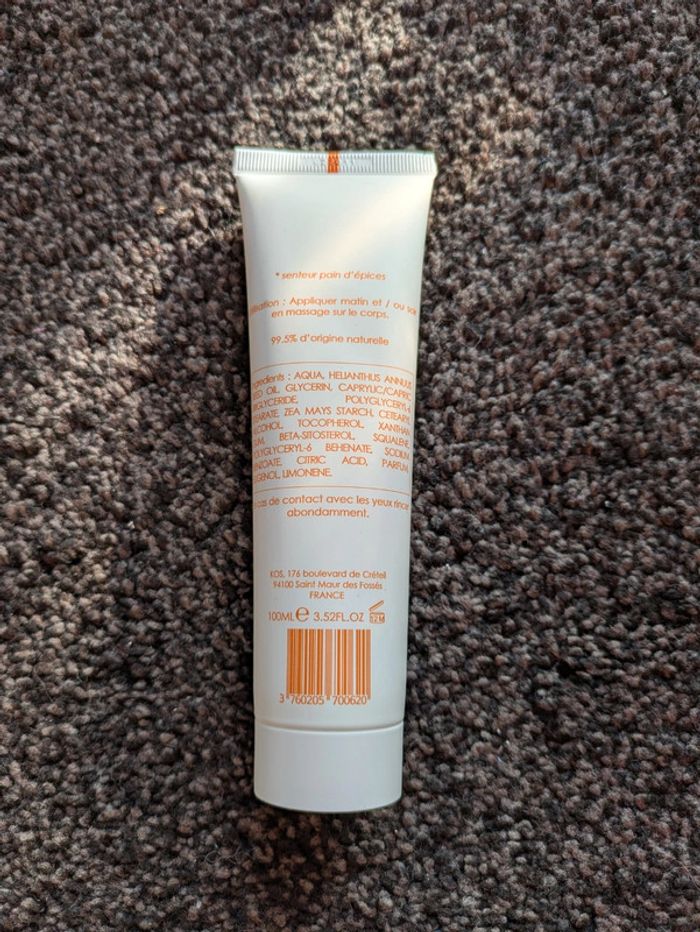 * senteur pain d'épices
ilisation : Appliquer matin et / ou soir
en massage sur le corps.
99.5% d'origine naturelle
ngredients : AQUA, HELIANTHUS ANNUUS
SEED OIL, GLYCERIN, CAPRYLIC/CAPRIC
TRIGLYCERIDE, POLYGLYCERYL-6
STEARATE, ZEA MAYS STARCH, CETEARYL
ALCOHOL, TOCOPHEROL, XANTHAN
GUM, BETA-SITOSTEROL, SQUALENE,
POLYGLYCERYL-6 BEHENATE, SODIUM
BENZOATE, CITRIC ACID, PARFUM,
EUGENOL, LIMONENE.
n cas de contact avec les yeux rincer
abondamment.
KOS, 176 boulevard de Créteil
94100 Saint Maur des Fossés
FRANCE
100ML e 3.52FL.OZ 12M
3 760205 700620